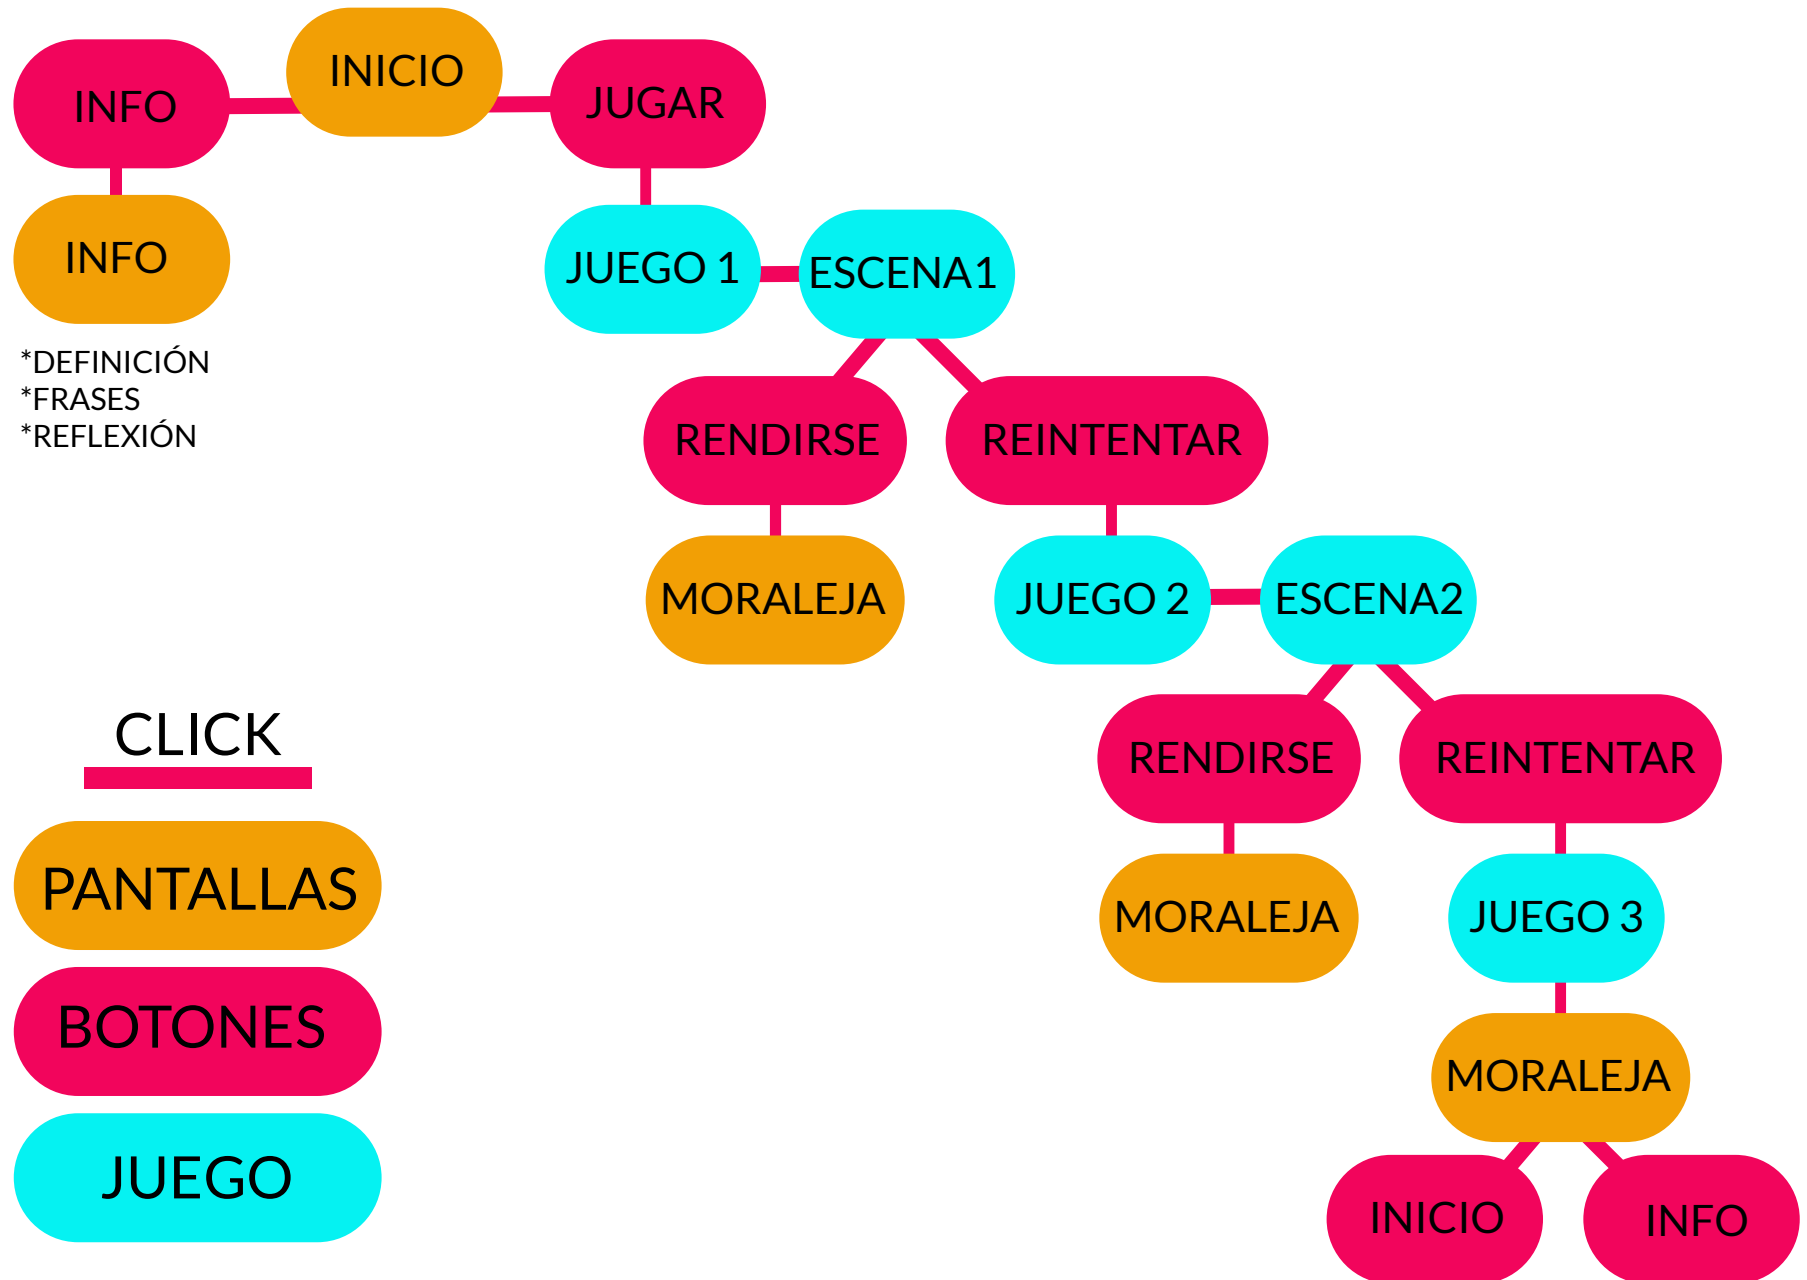 INICIO
INFO
JUGAR
INFO
JUEGO 1
ESCENA1
*DEFINICIÓN
*FRASES
*REFLEXIÓN
RENDIRSE
REINTENTAR
MORALEJA
JUEGO 2
ESCENA2
RENDIRSE
REINTENTAR
MORALEJA
JUEGO 3
MORALEJA
INICIO
INFO
CLICK
PANTALLAS
BOTONES
JUEGO